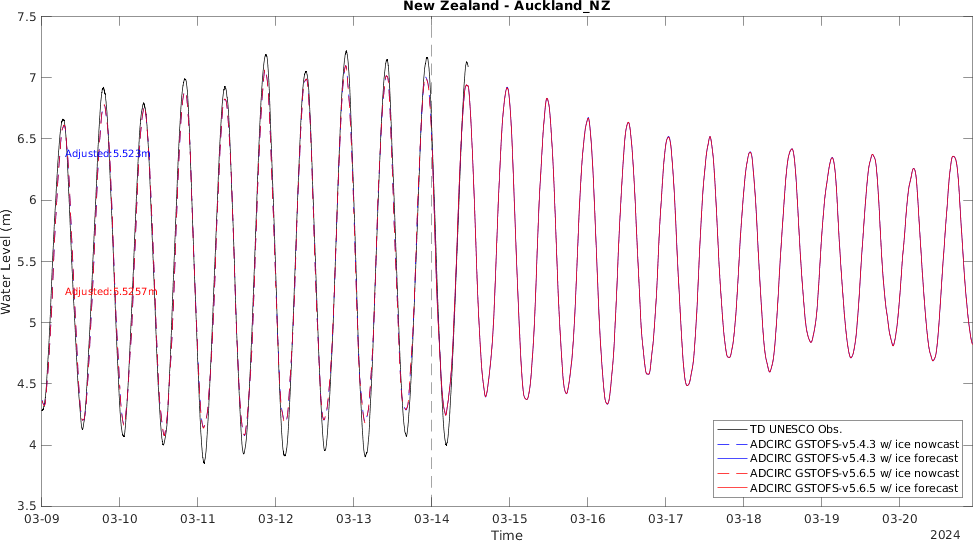 New Zealand - Auckland_NZ
7.5
7
6.5
6
5.5
5
4.5
4
3.5
Water Level (m)
Adjusted:5.523m
Adjusted:5.5257m
TD UNESCO Obs.
ADCIRC GSTOFS-v5.4.3 w/ ice nowcast
ADCIRC GSTOFS-v5.4.3 w/ ice forecast
ADCIRC GSTOFS-v5.6.5 w/ ice nowcast
ADCIRC GSTOFS-v5.6.5 w/ ice forecast
03-09 03-10 03-11 03-12 03-13 03-14 03-15 03-16 03-17 03-18 03-19 03-20
Time
2024